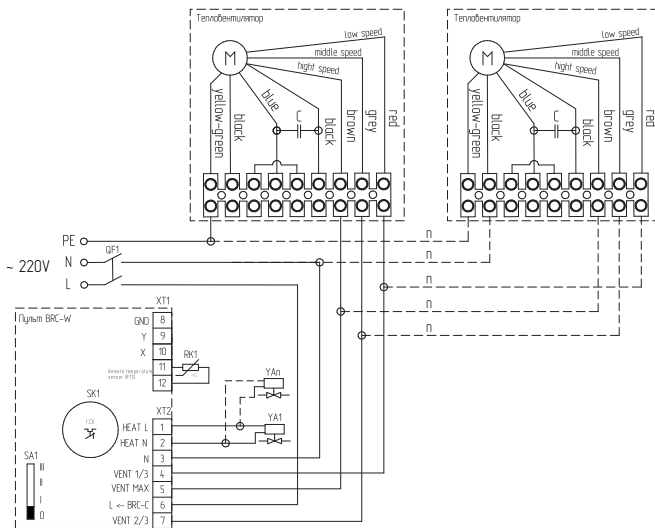 Тепловентилятор
Тепловентилятор
low speed
middle speed
hight speed
low speed
middle speed
hight speed
M
M
yellow-green
black
blue
C
black
brown
grey
red
yellow-green
black
blue
C
black
brown
grey
red
PE
N
L
~ 220V
QF1
n
n
n
n
n
Пульт BRC-W
XT1
GND 8
Y 9
X 10
11
12
Remote temperature
sensor (RTS)
RK1
SK1
YAn
YA1
XT2
HEAT L 1
HEAT N 2
N 3
VENT 1/3 4
VENT MAX 5
L <- BRC-C 6
VENT 2/3 7
SA1
III
II
I
0